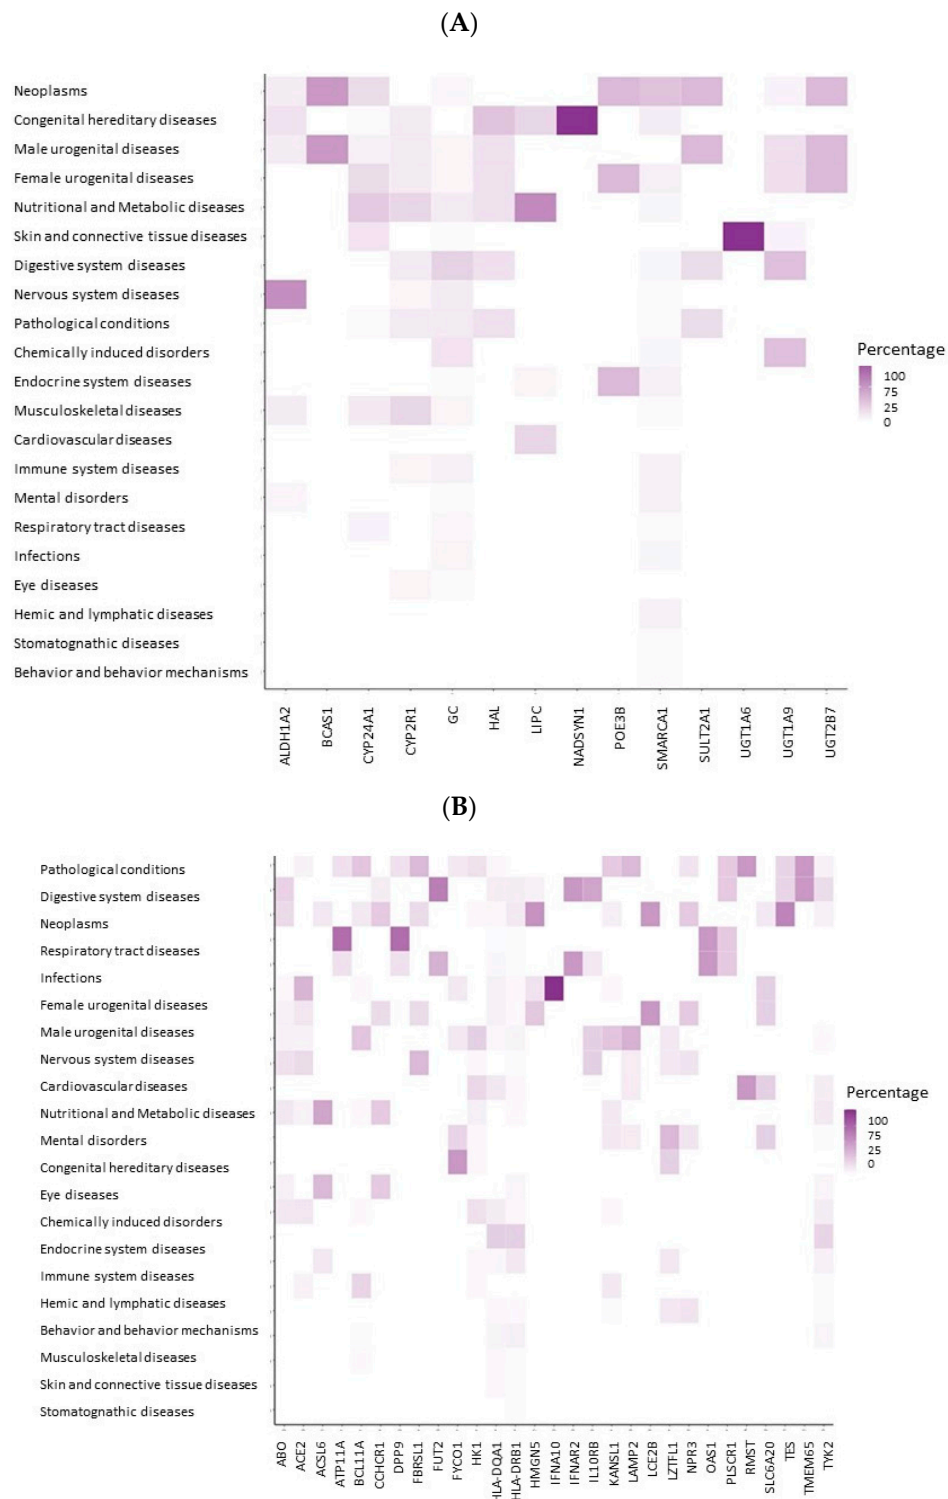 (A)
Neoplasms
Congenital hereditary diseases
Male urogenital diseases
Female urogenital diseases
Nutritional and Metabolic diseases
Skin and connective tissue diseases
Digestive system diseases
Nervous system diseases
Pathological conditions
Chemically induced disorders
Endocrine system diseases
Musculoskeletal diseases
Cardiovascular diseases
Immune system diseases
Mental disorders
Respiratory tract diseases
Infections
Eye diseases
Hemic and lymphatic diseases
Stomatognathic diseases
Behavior and behavior mechanisms
ALDH1A2
BCAS1
CYP24A1
CYP2R1
GC
HAL
LIPC
NADSYN1
POE3B
SMARCA1
SULT2A1
UGT1A6
UGT1A9
UGT2B7
Percentage
100
75
25
0
(B)
Pathological conditions
Digestive system diseases
Neoplasms
Respiratory tract diseases
Infections
Female urogenital diseases
Male urogenital diseases
Nervous system diseases
Cardiovascular diseases
Nutritional and Metabolic diseases
Mental disorders
Congenital hereditary diseases
Eye diseases
Chemically induced disorders
Endocrine system diseases
Immune system diseases
Hemic and lymphatic diseases
Behavior and behavior mechanisms
Musculoskeletal diseases
Skin and connective tissue diseases
Stomatognathic diseases
ABO
ACE2
ACSL6
ATP11A
BCL11A
CCHCR1
DPP9
FBRSL1
FUT2
FYCO1
HK1
HLA-DQA1
HLA-DRB1
HMGN5
IFNA10
IFNAR2
IL10RB
KANSL1
LAMP2
LCE2B
LZTFL1
NPR3
OAS1
PLSCR1
RMST
SLC6A20
TES
TMEM65
TYK2
Percentage
100
75
25
0